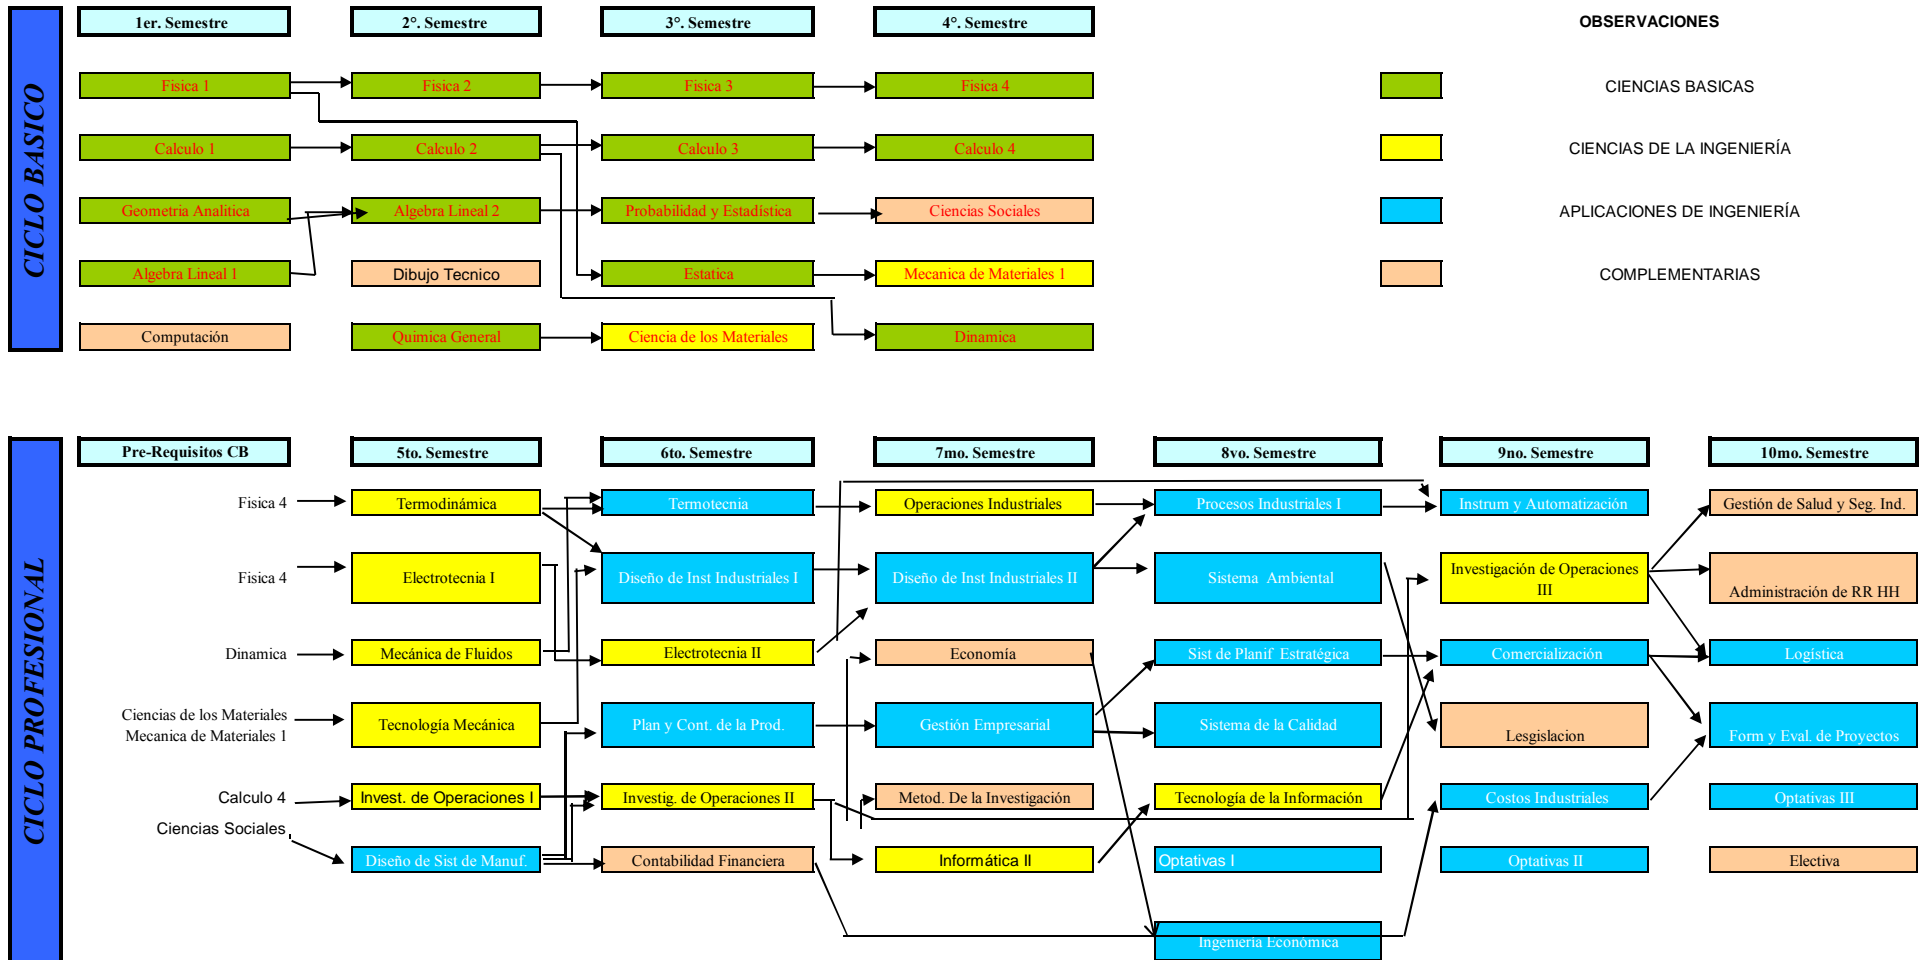 CICLO BASICO
1er. Semestre
2°. Semestre
3°. Semestre
4°. Semestre
OBSERVACIONES
Fisica 1
Fisica 2
Fisica 3
Fisica 4
CIENCIAS BASICAS
Calculo 1
Calculo 2
Calculo 3
Calculo 4
CIENCIAS DE LA INGENIERÍA
Geometria Analitica
Algebra Lineal 2
Probabilidad y Estadística
Ciencias Sociales
APLICACIONES DE INGENIERÍA
Algebra Lineal 1
Dibujo Tecnico
Estatica
Mecanica de Materiales 1
COMPLEMENTARIAS
Computación
Quimica General
Ciencia de los Materiales
Dinamica
CICLO PROFESIONAL
Pre-Requisitos CB
5to. Semestre
6to. Semestre
7mo. Semestre
8vo. Semestre
9no. Semestre
10mo. Semestre
Fisica 4
Termodinámica
Termotecnia
Operaciones Industriales
Procesos Industriales I
Instrum y Automatización
Gestión de Salud y Seg. Ind.
Fisica 4
Electrotecnia I
Diseño de Inst Industriales I
Diseño de Inst Industriales II
Sistema Ambiental
Investigación de Operaciones
III
Administración de RR HH
Dinamica
Mecánica de Fluidos
Electrotecnia II
Economía
Sist de Planif Estratégica
Comercialización
Logística
Ciencias de los Materiales
Mecanica de Materiales 1
Tecnología Mecánica
Plan y Cont. de la Prod.
Gestión Empresarial
Sistema de la Calidad
Lesgislacion
Form y Eval. de Proyectos
Calculo 4
Invest. de Operaciones I
Investig. de Operaciones II
Metod. De la Investigación
Tecnología de la Información
Costos Industriales
Optativas III
Ciencias Sociales
Diseño de Sist de Manuf.
Contabilidad Financiera
Informática II
Optativas I
Optativas II
Electiva
Ingeniería Económica